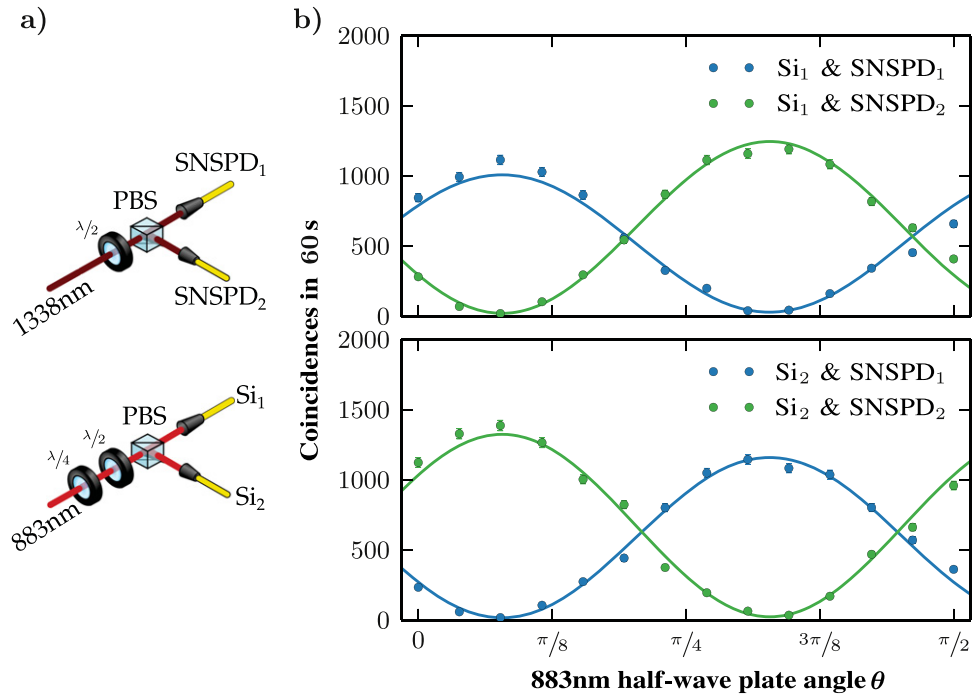 a)
SNSPD₁
PBS
λ/2
1338nm
SNSPD₂
Si₁
PBS
λ/2
λ/4
883nm
Si₂
b)
Coincidences in 60 s
2000
1500
1000
500
0
Si₁ & SNSPD₁
Si₁ & SNSPD₂
2000
1500
1000
500
0
Si₂ & SNSPD₁
Si₂ & SNSPD₂
0 π/8 π/4 3π/8 π/2
883nm half-wave plate angle θ